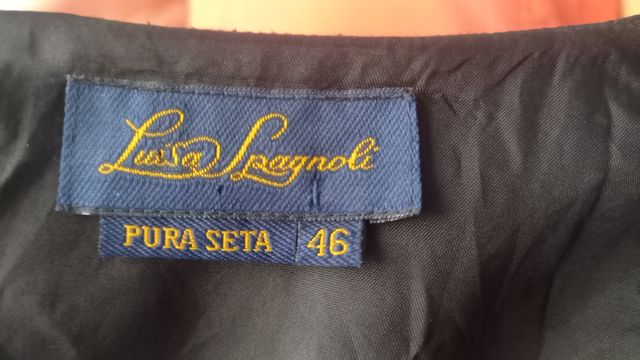 Luisa Spagnoli
PURA SETA 46